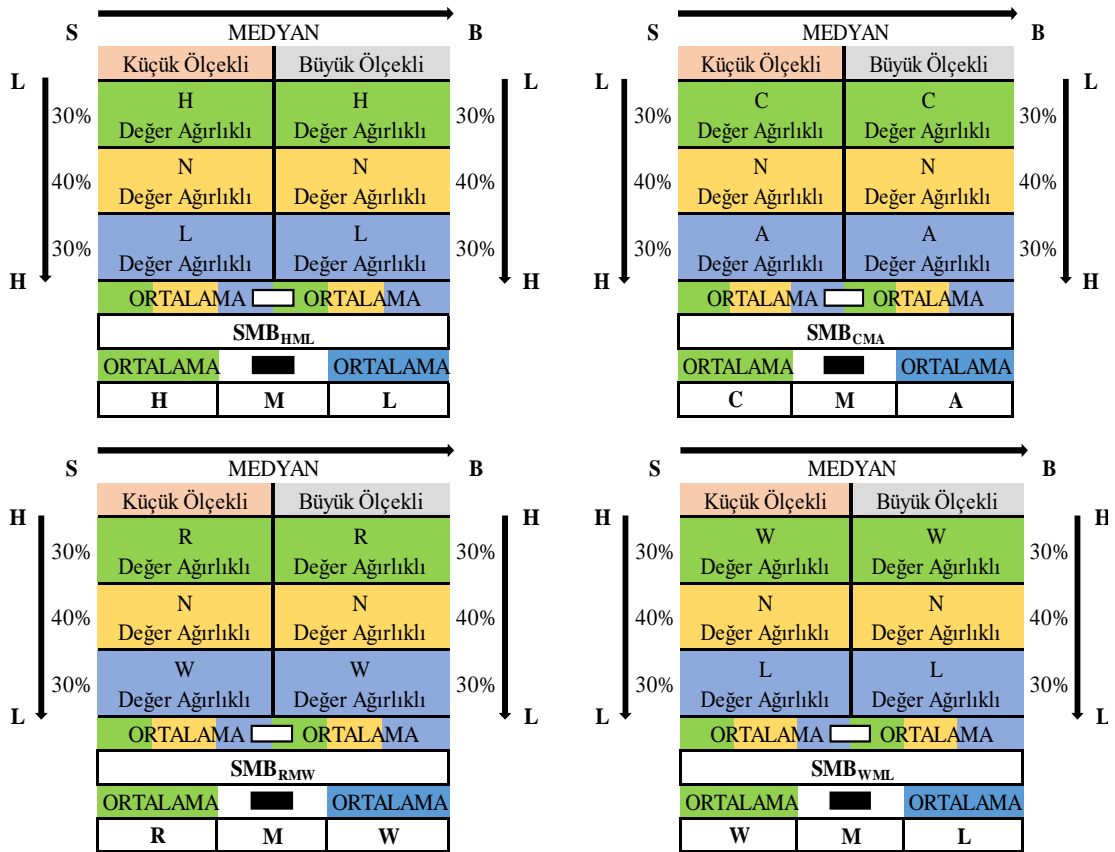 S MEDYAN B
Küçük Ölçekli Büyük Ölçekli
L L
30% H H 30%
Değer Ağırlıklı Değer Ağırlıklı
40% N N 40%
Değer Ağırlıklı Değer Ağırlıklı
30% L L 30%
Değer Ağırlıklı Değer Ağırlıklı
H H
ORTALAMA ORTALAMA
SMB_HML
ORTALAMA ORTALAMA
H M L
S MEDYAN B
Küçük Ölçekli Büyük Ölçekli
L L
30% C C 30%
Değer Ağırlıklı Değer Ağırlıklı
40% N N 40%
Değer Ağırlıklı Değer Ağırlıklı
30% A A 30%
Değer Ağırlıklı Değer Ağırlıklı
H H
ORTALAMA ORTALAMA
SMB_CMA
ORTALAMA ORTALAMA
C M A
S MEDYAN B
Küçük Ölçekli Büyük Ölçekli
H H
30% R R 30%
Değer Ağırlıklı Değer Ağırlıklı
40% N N 40%
Değer Ağırlıklı Değer Ağırlıklı
30% W W 30%
Değer Ağırlıklı Değer Ağırlıklı
L L
ORTALAMA ORTALAMA
SMB_RMW
ORTALAMA ORTALAMA
R M W
S MEDYAN B
Küçük Ölçekli Büyük Ölçekli
H H
30% W W 30%
Değer Ağırlıklı Değer Ağırlıklı
40% N N 40%
Değer Ağırlıklı Değer Ağırlıklı
30% L L 30%
Değer Ağırlıklı Değer Ağırlıklı
L L
ORTALAMA ORTALAMA
SMB_WML
ORTALAMA ORTALAMA
W M L